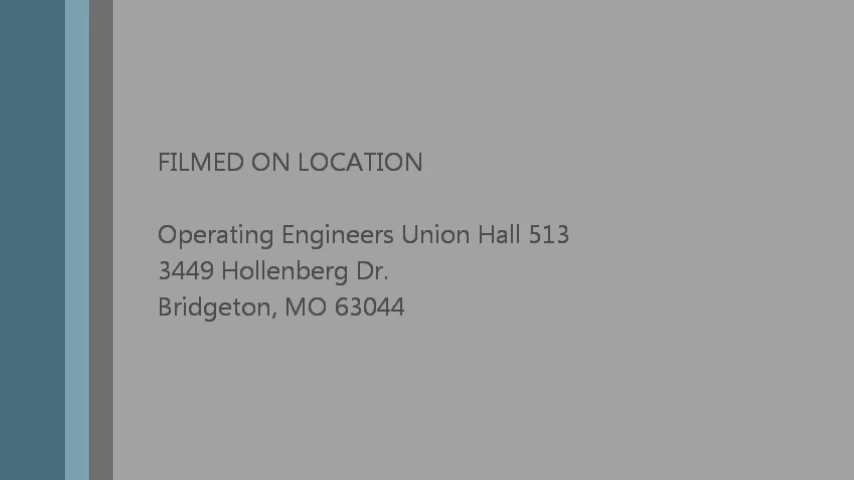 FILMED ON LOCATION
Operating Engineers Union Hall 513
3449 Hollenberg Dr.
Bridgeton, MO 63044